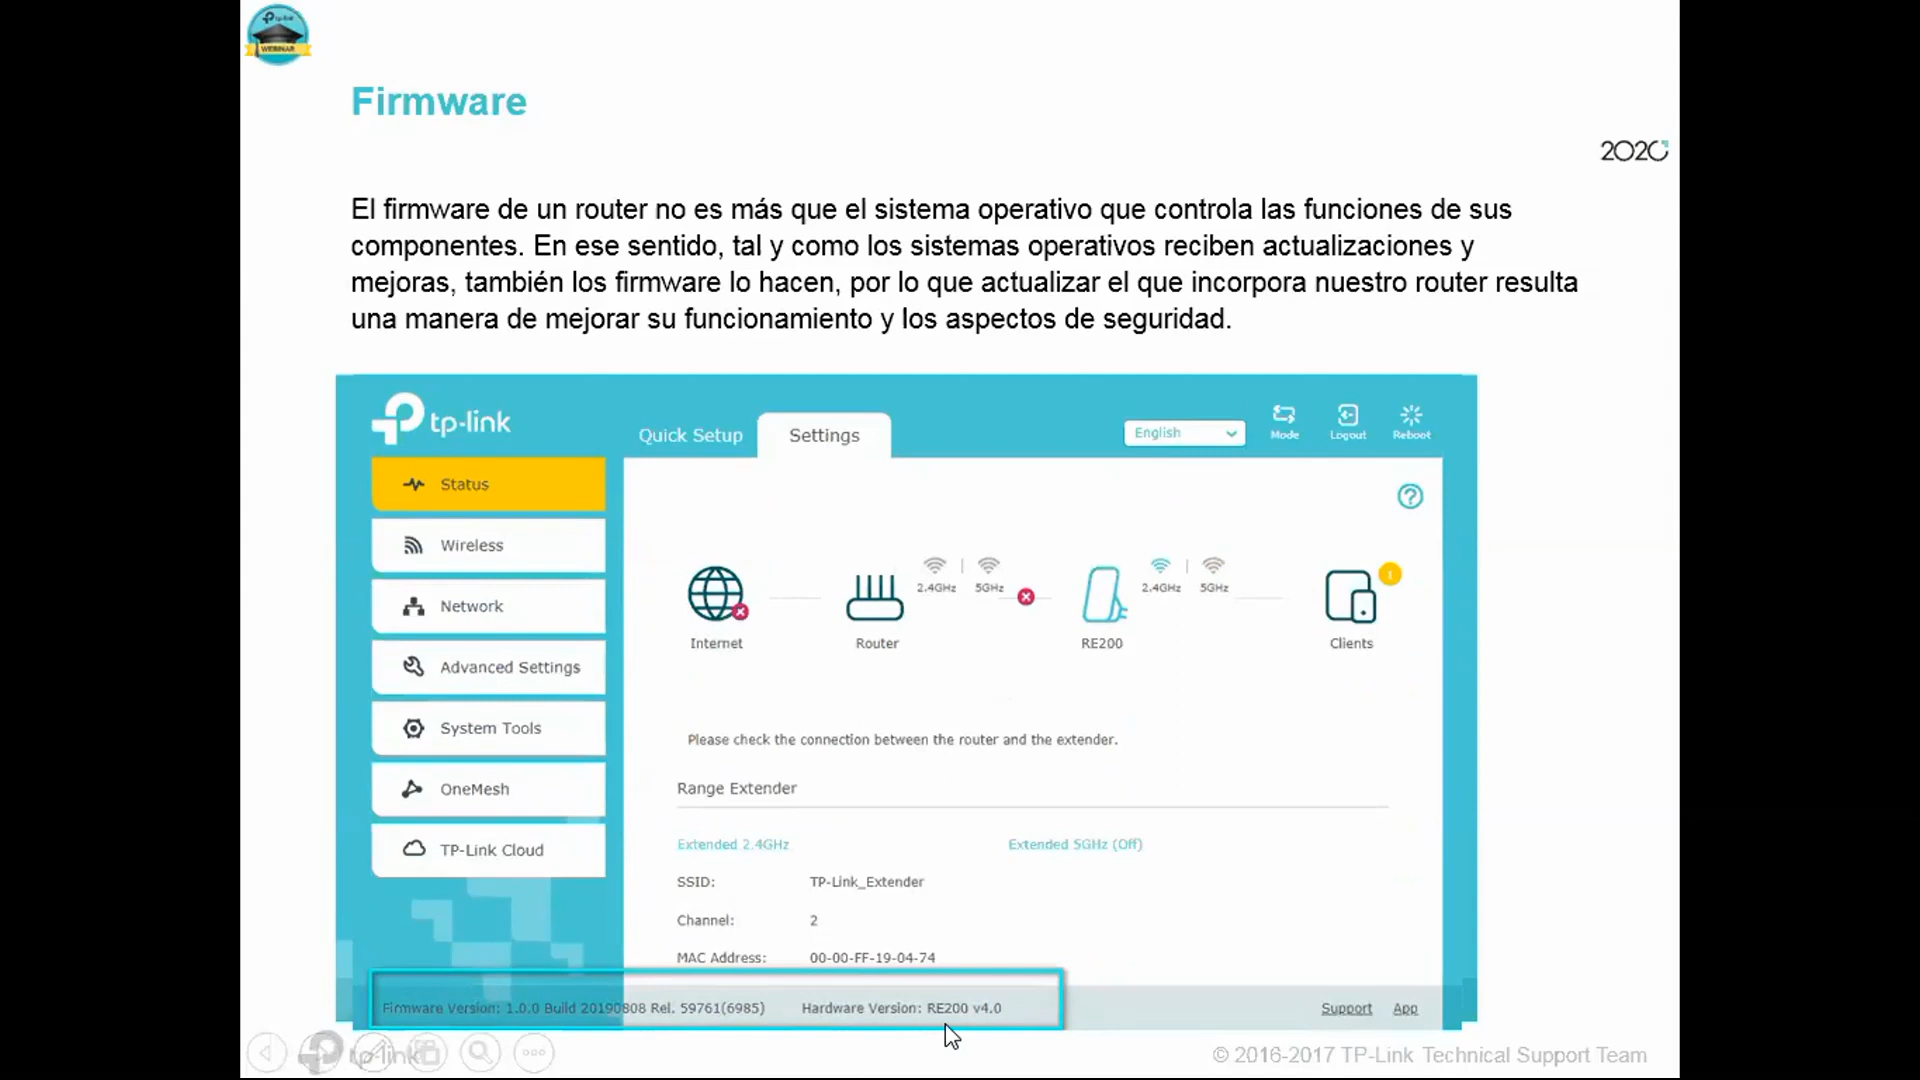 tp-link
WEBINAR
Firmware
2020
El firmware de un router no es más que el sistema operativo que controla las funciones de sus
componentes. En ese sentido, tal y como los sistemas operativos reciben actualizaciones y
mejoras, también los firmware lo hacen, por lo que actualizar el que incorpora nuestro router resulta
una manera de mejorar su funcionamiento y los aspectos de seguridad.
tp-link
Quick Setup
Settings
English
Mode
Logout
Reboot
Status
Wireless
Network
Advanced Settings
System Tools
OneMesh
TP-Link Cloud
2.4GHz
5GHz
2.4GHz
5GHz
1
Internet
Router
RE200
Clients
Please check the connection between the router and the extender.
Range Extender
Extended 2.4GHz
Extended 5GHz (Off)
SSID: TP-Link_Extender
Channel: 2
MAC Address: 00-00-FF-19-04-74
Firmware Version: 1.0.0 Build 20190808 Rel. 59761(6985) Hardware Version: RE200 v4.0
Support App
tp-link
© 2016-2017 TP-Link Technical Support Team